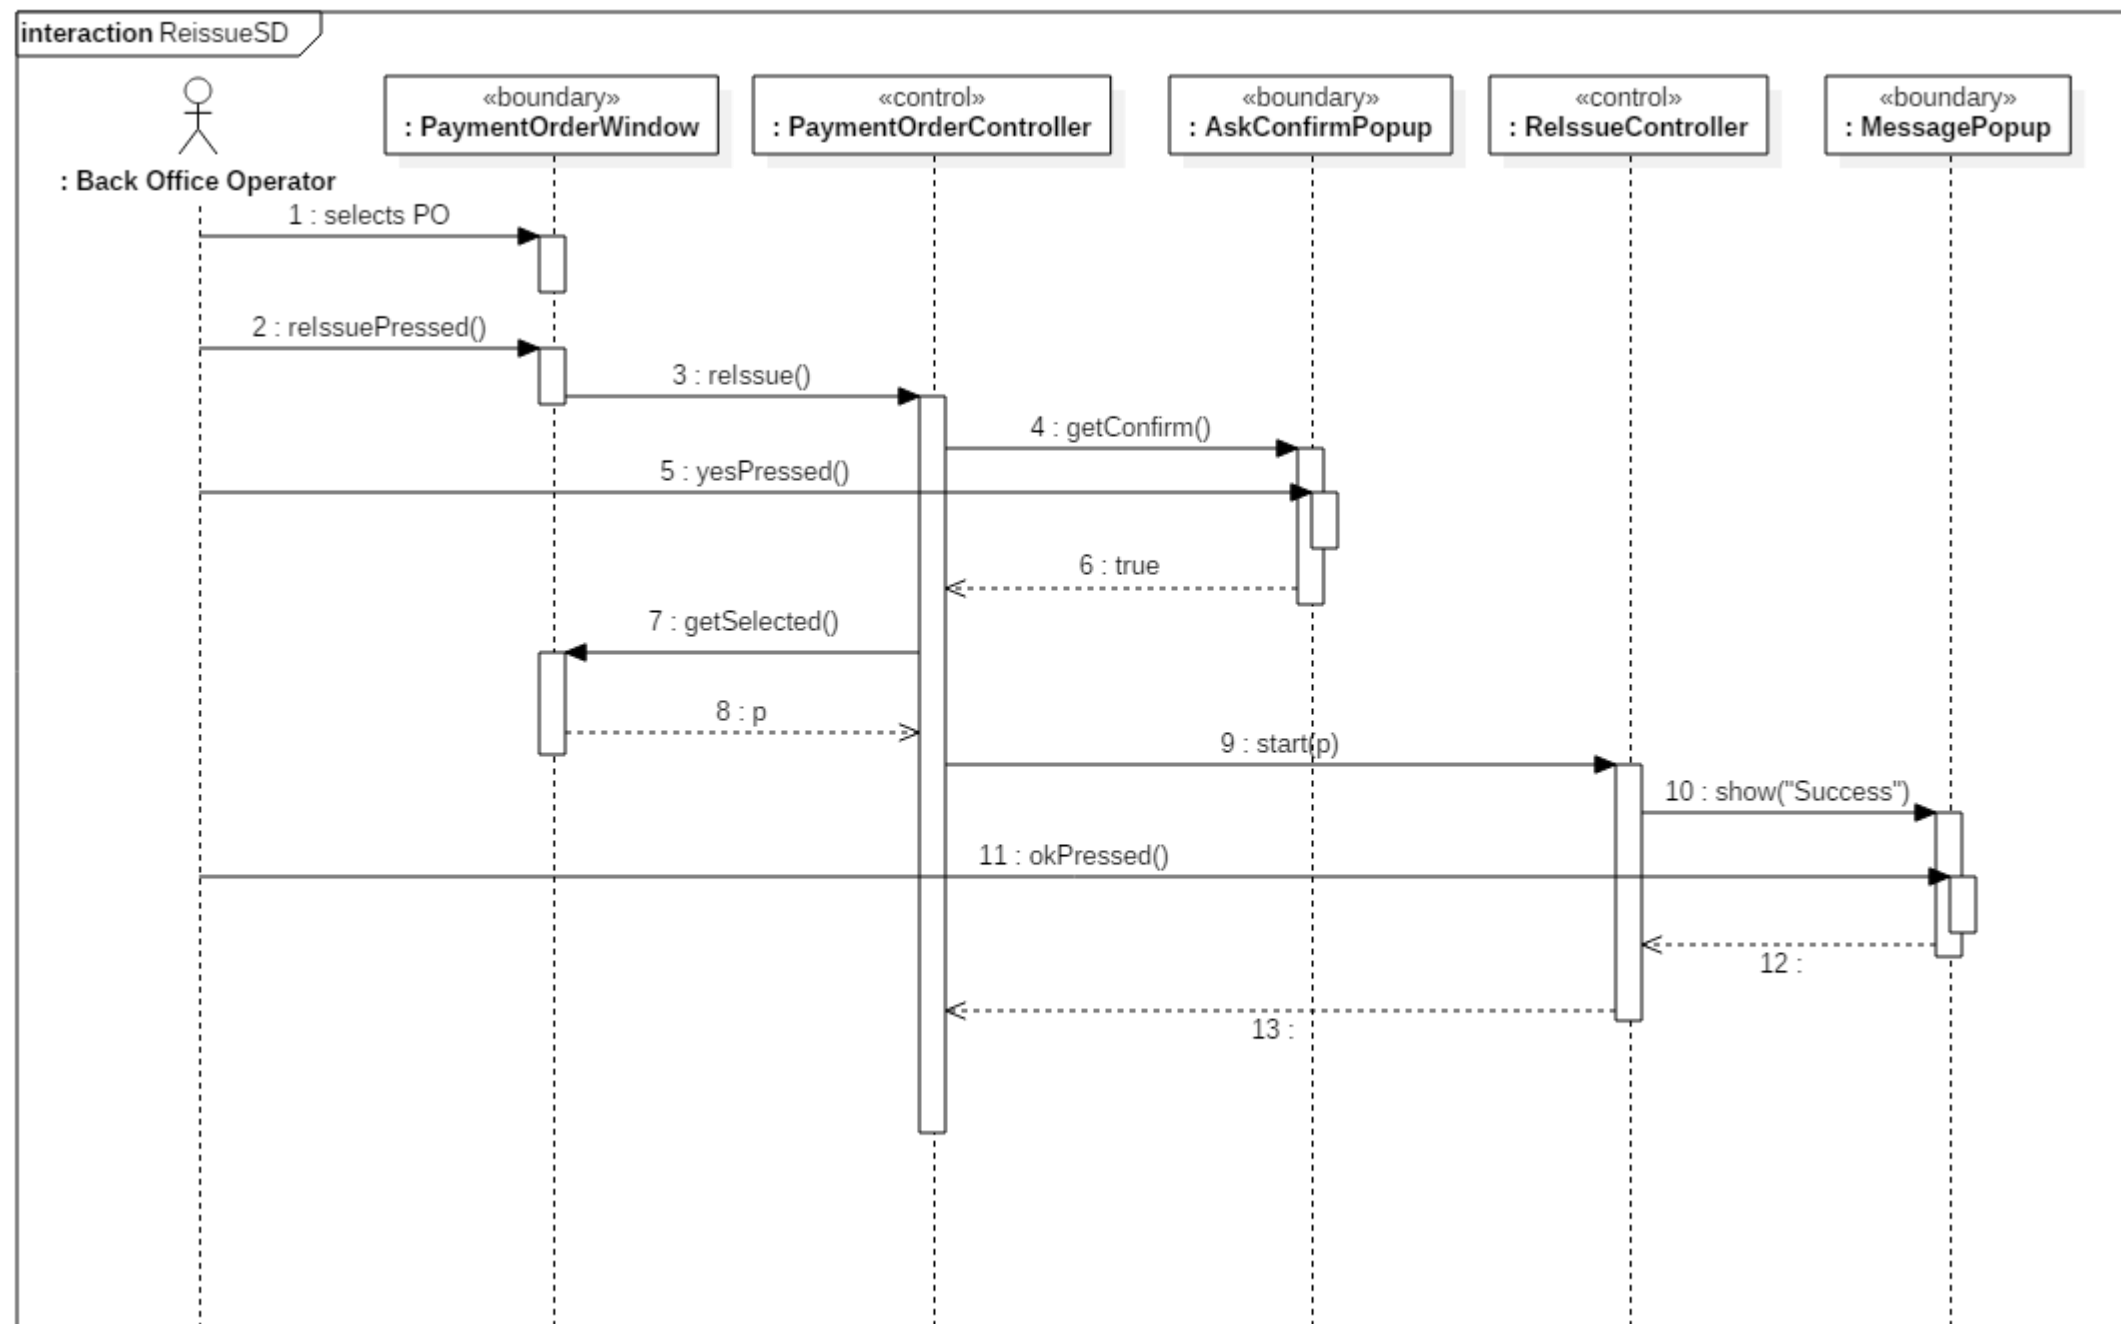 interaction ReissueSD
«boundary»
: PaymentOrderWindow
«control»
: PaymentOrderController
«boundary»
: AskConfirmPopup
«control»
: ReIssueController
«boundary»
: MessagePopup
: Back Office Operator
1 : selects PO
2 : reIssuePressed()
3 : reIssue()
4 : getConfirm()
5 : yesPressed()
6 : true
7 : getSelected()
8 : p
9 : start(p)
10 : show("Success")
11 : okPressed()
12 :
13 :